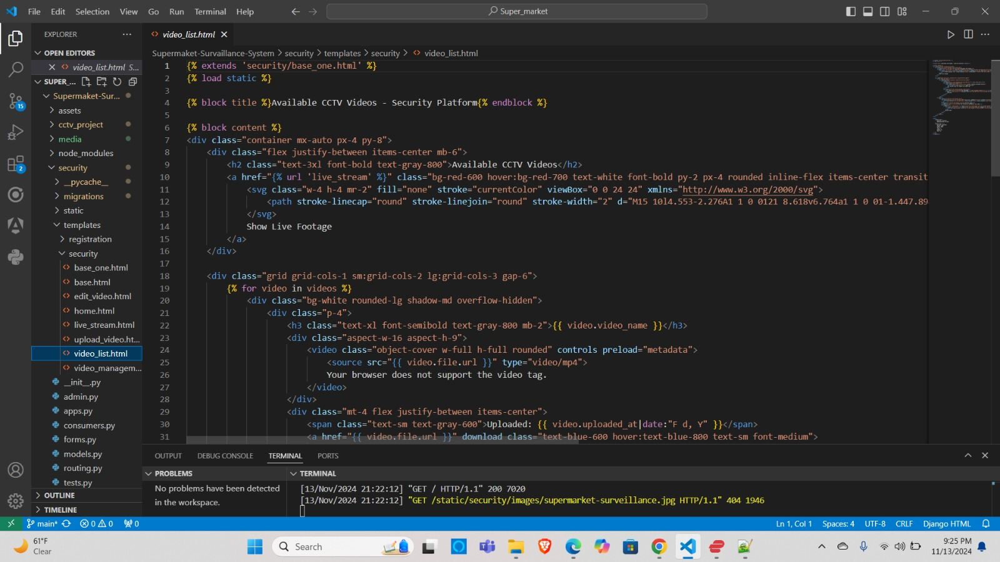 File Edit Selection View Go Run Terminal Help
Super_market
EXPLORER
video_list.html
OPEN EDITORS
video_list.html S...
SUPER_...
Supermaket-Sur...
assets
cctv_project
media
node_modules
security
__pycache__
migrations
static
templates
registration
security
base_one.html
base.html
edit_video.html
home.html
live_stream.html
upload_video.ht...
video_list.html
video_managem...
__init__.py
admin.py
apps.py
consumers.py
forms.py
models.py
routing.py
tests.py
OUTLINE
TIMELINE
15
2
Supermaket-Survaillance-System > security > templates > security > video_list.html
1 {% extends 'security/base_one.html' %}
2 {% load static %}
3
4 {% block title %}Available CCTV Videos - Security Platform{% endblock %}
5
6 {% block content %}
7 <div class="container mx-auto px-4 py-8">
8 <div class="flex justify-between items-center mb-6">
9 <h2 class="text-3xl font-bold text-gray-800">Available CCTV Videos</h2>
10 <a href="{% url 'live_stream' %}" class="bg-red-600 hover:bg-red-700 text-white font-bold py-2 px-4 rounded inline-flex items-center transit
11 <svg class="w-4 h-4 mr-2" fill="none" stroke="currentColor" viewBox="0 0 24 24" xmlns="http://www.w3.org/2000/svg">
12 <path stroke-linecap="round" stroke-linejoin="round" stroke-width="2" d="M15 10l4.553-2.276A1 1 0 0121 8.618v6.764a1 1 0 01-1.447.89
13 </svg>
14 Show Live Footage
15 </a>
16 </div>
17
18 <div class="grid grid-cols-1 sm:grid-cols-2 lg:grid-cols-3 gap-6">
19 {% for video in videos %}
20 <div class="bg-white rounded-lg shadow-md overflow-hidden">
21 <div class="p-4">
22 <h3 class="text-xl font-semibold text-gray-800 mb-2">{{ video.video_name }}</h3>
23 <div class="aspect-w-16 aspect-h-9">
24 <video class="object-cover w-full h-full rounded" controls preload="metadata">
25 <source src="{{ video.file.url }}" type="video/mp4">
26 Your browser does not support the video tag.
27 </video>
28 </div>
29 <div class="mt-4 flex justify-between items-center">
30 <span class="text-sm text-gray-600">Uploaded: {{ video.uploaded_at|date:"F d, Y" }}</span>
31 <a href="{{ video.file.url }}" download class="text-blue-600 hover:text-blue-800 text-sm font-medium">
OUTPUT DEBUG CONSOLE TERMINAL PORTS
PROBLEMS
No problems have been detected
in the workspace.
TERMINAL
[13/Nov/2024 21:22:12] "GET / HTTP/1.1" 200 7020
[13/Nov/2024 21:22:12] "GET /static/security/images/supermarket-surveillance.jpg HTTP/1.1" 404 1946
main* 0 0 0
Ln 1, Col 1 Spaces: 4 UTF-8 CRLF Django HTML
61°F
Clear
Search
9:25 PM
11/13/2024